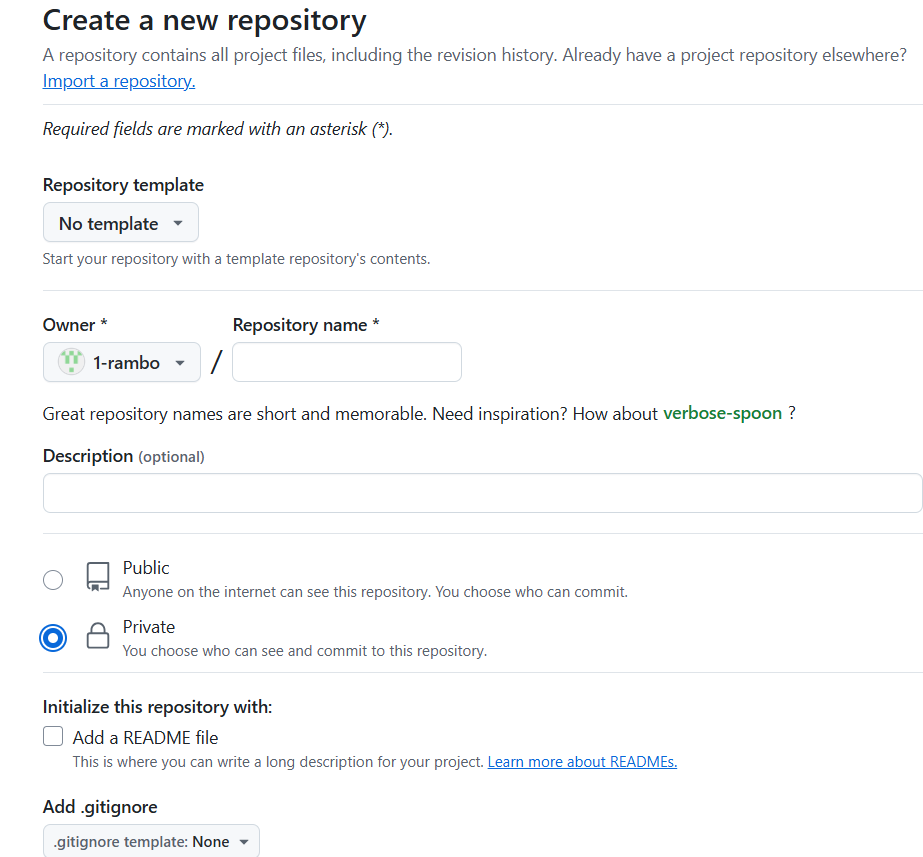 Create a new repository
A repository contains all project files, including the revision history. Already have a project repository elsewhere?
Import a repository.
Required fields are marked with an asterisk (*).
Repository template
No template
Start your repository with a template repository's contents.
Owner *
Repository name *
1-rambo
/
Great repository names are short and memorable. Need inspiration? How about verbose-spoon ?
Description (optional)
Public
Anyone on the internet can see this repository. You choose who can commit.
Private
You choose who can see and commit to this repository.
Initialize this repository with:
Add a README file
This is where you can write a long description for your project. Learn more about READMEs.
Add .gitignore
.gitignore template: None